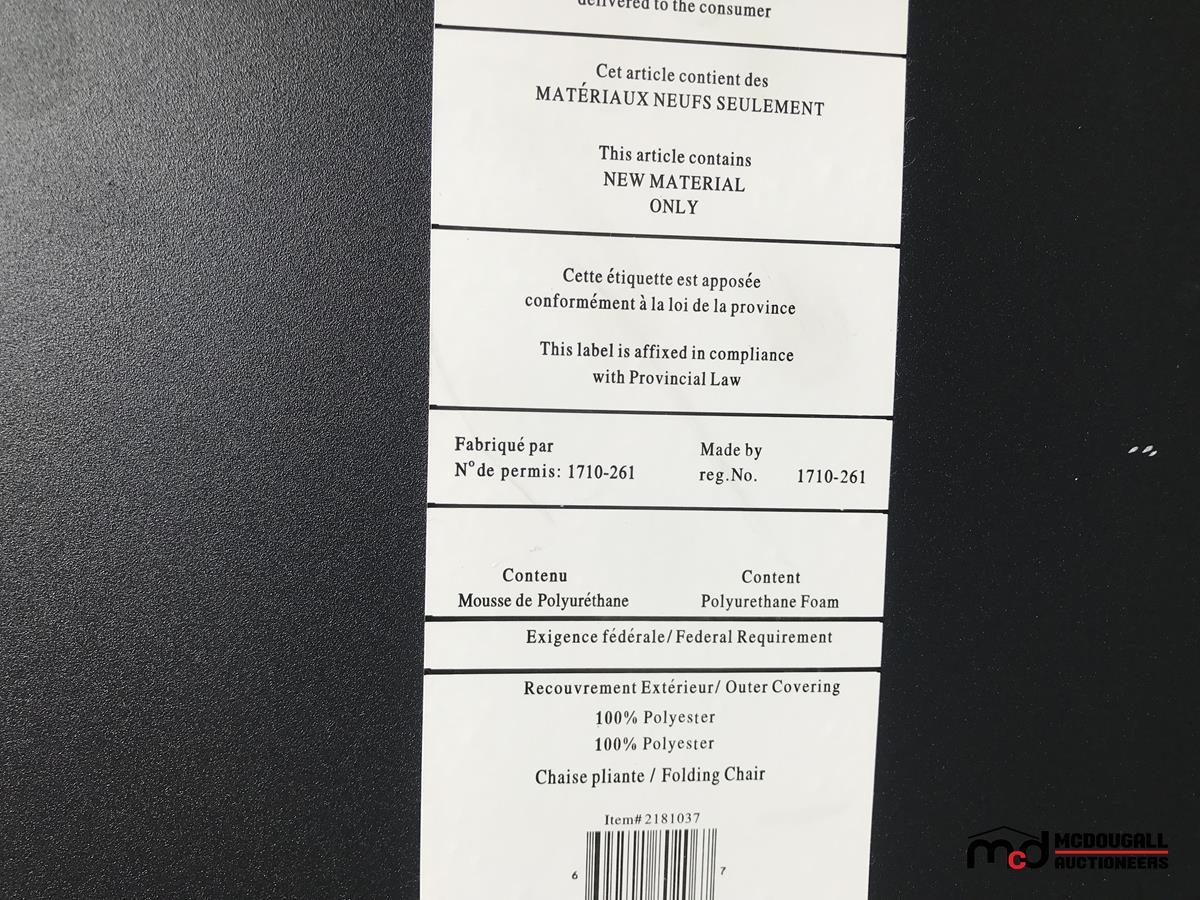 delivered to the consumer
Cet article contient des
MATÉRIAUX NEUFS SEULEMENT
This article contains
NEW MATERIAL
ONLY
Cette étiquette est apposée
conformément à la loi de la province
This label is affixed in compliance
with Provincial Law
Fabriqué par
N° de permis: 1710-261
Made by
reg.No. 1710-261
Contenu
Mousse de Polyuréthane
Content
Polyurethane Foam
Exigence fédérale/ Federal Requirement
Recouvrement Extérieur/ Outer Covering
100% Polyester
100% Polyester
Chaise pliante / Folding Chair
Item# 2181037
6 7
mcd MCDOUGALL
AUCTIONEERS